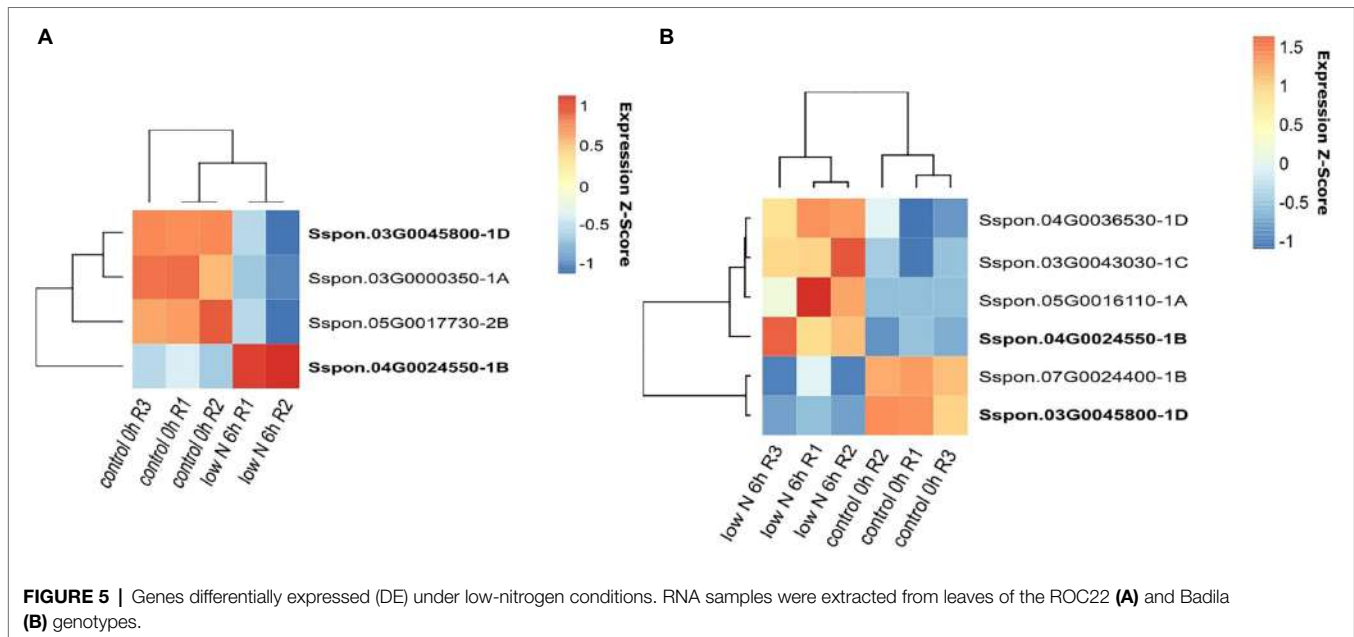 A
1
0.5
0
-0.5
-1
Expression Z-Score
Sspon.03G0045800-1D
Sspon.03G0000350-1A
Sspon.05G0017730-2B
Sspon.04G0024550-1B
control 0h R3
control 0h R1
control 0h R2
low N 6h R1
low N 6h R2
B
1.5
1
0.5
0
-0.5
-1
Expression Z-Score
Sspon.04G0036530-1D
Sspon.03G0043030-1C
Sspon.05G0016110-1A
Sspon.04G0024550-1B
Sspon.07G0024400-1B
Sspon.03G0045800-1D
low N 6h R3
low N 6h R1
low N 6h R2
control 0h R2
control 0h R1
control 0h R3
FIGURE 5 | Genes differentially expressed (DE) under low-nitrogen conditions. RNA samples were extracted from leaves of the ROC22 (A) and Badila
(B) genotypes.